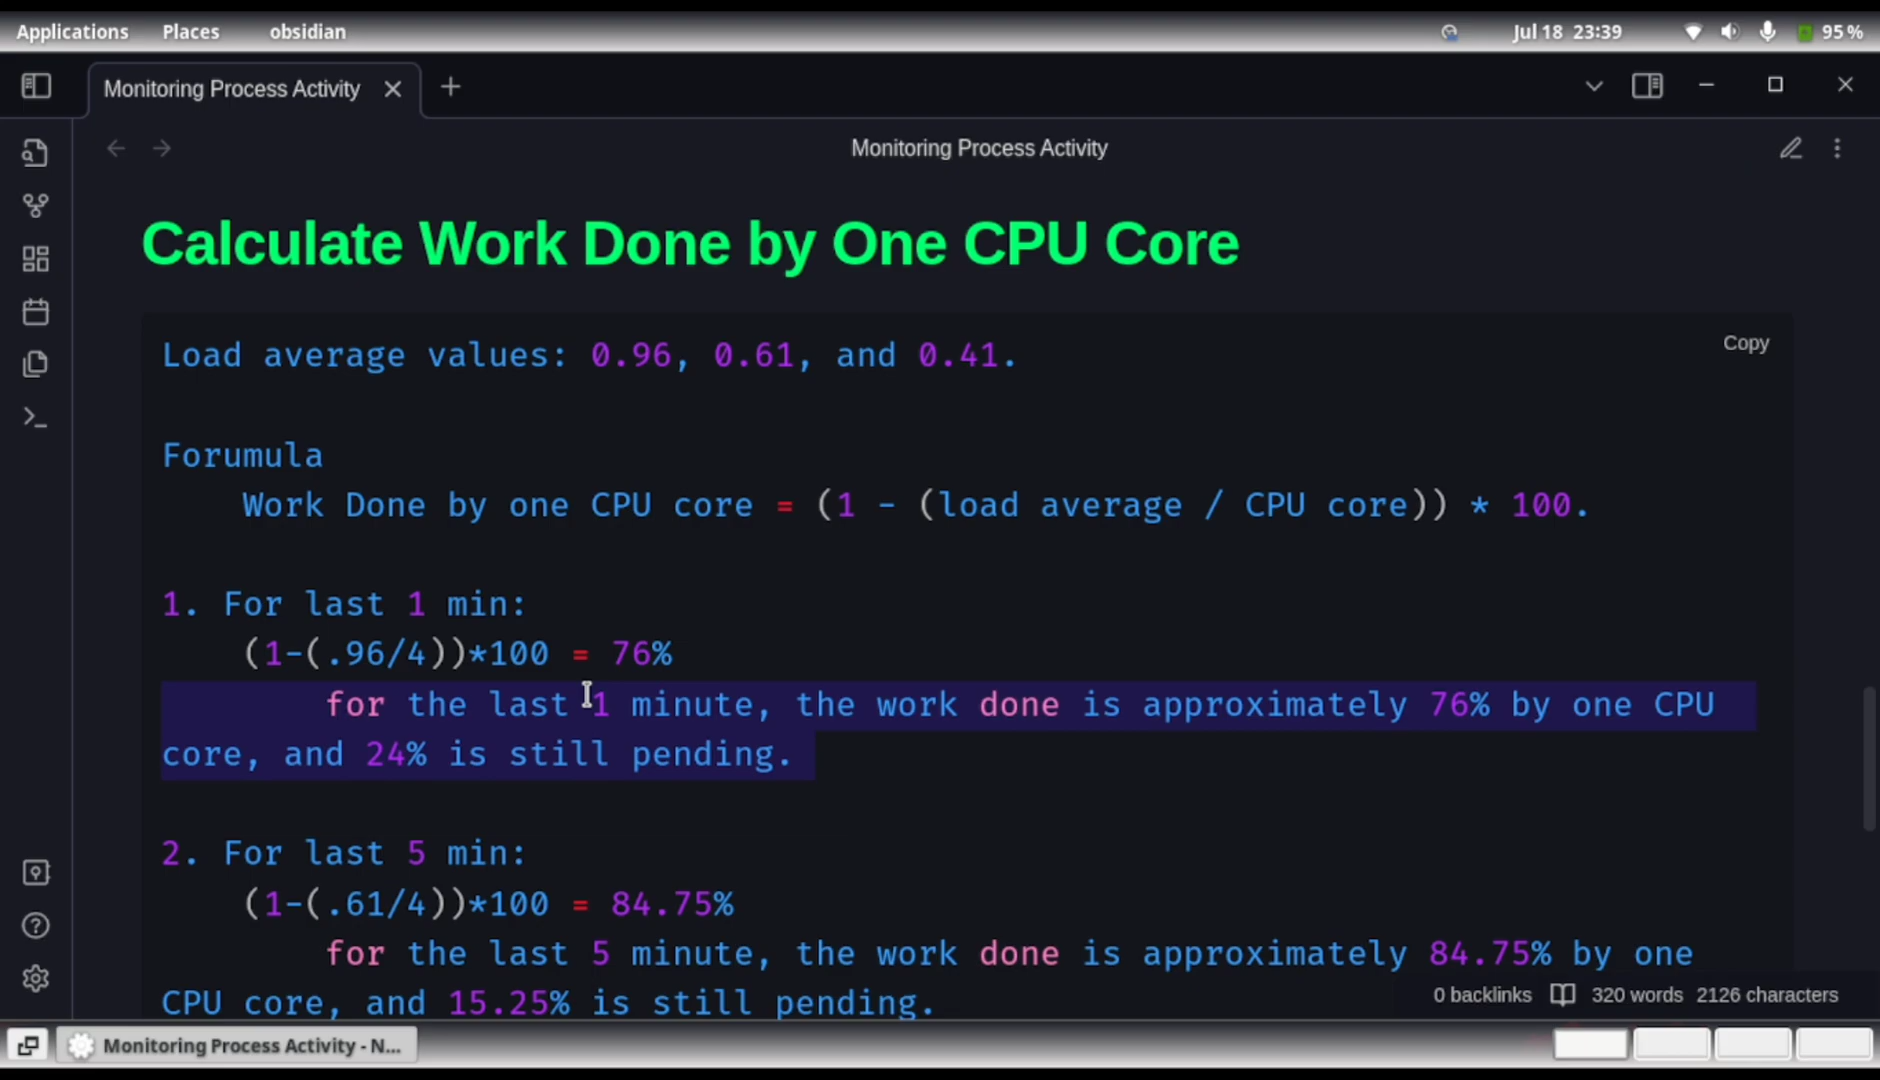 Applications Places obsidian Jul 18 23:39 95%
Monitoring Process Activity
Monitoring Process Activity
Calculate Work Done by One CPU Core
Copy
Load average values: 0.96, 0.61, and 0.41.
Forumula
Work Done by one CPU core = (1 - (load average / CPU core)) * 100.
1. For last 1 min:
(1-(.96/4))*100 = 76%
for the last 1 minute, the work done is approximately 76% by one CPU
core, and 24% is still pending.
2. For last 5 min:
(1-(.61/4))*100 = 84.75%
for the last 5 minute, the work done is approximately 84.75% by one
CPU core, and 15.25% is still pending.
0 backlinks 320 words 2126 characters
Monitoring Process Activity - N...